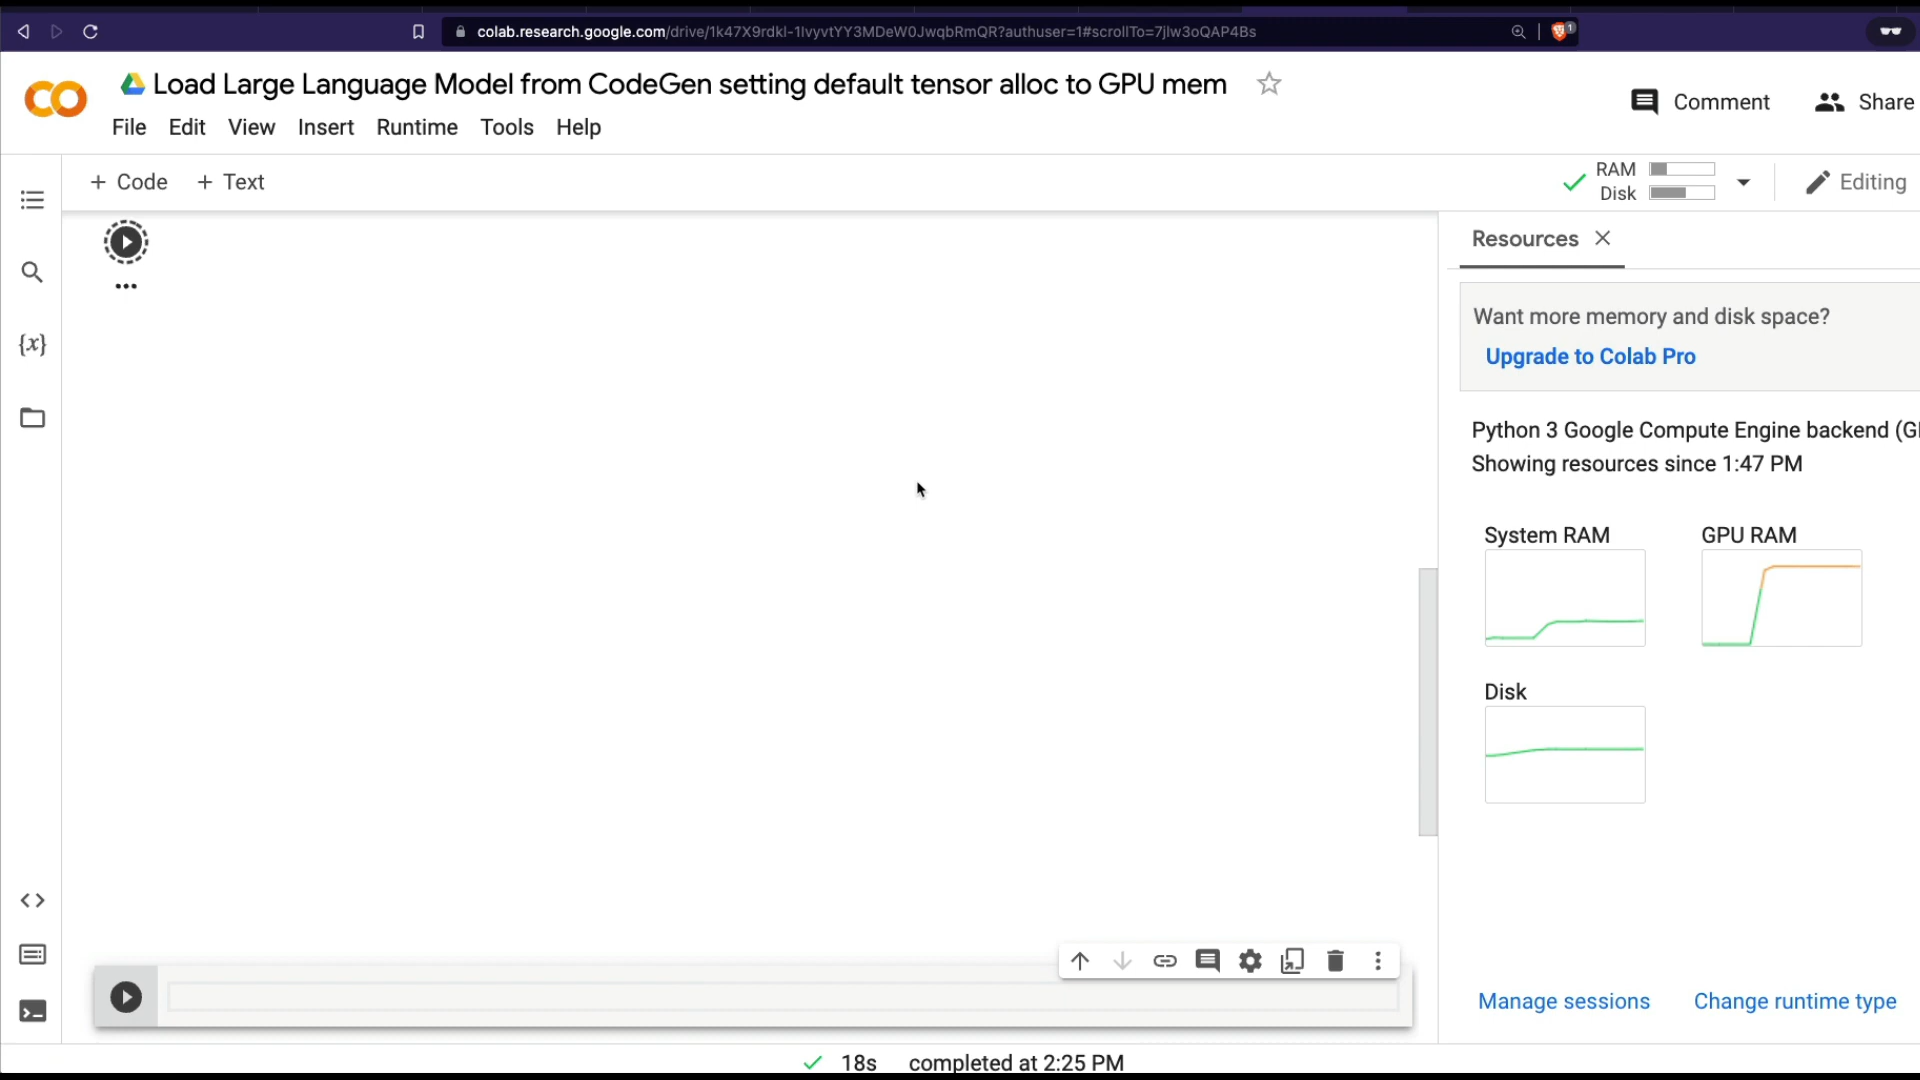 colab.research.google.com/drive/1k47X9rdkl-1lvyvtYY3MDeW0JwqbRmQR?authuser=1#scrollTo=7jlw3oQAP4Bs
1
Load Large Language Model from CodeGen setting default tensor alloc to GPU mem
Comment
Share
File Edit View Insert Runtime Tools Help
+ Code + Text
RAM
Disk
Editing
Resources
{x}
Want more memory and disk space?
Upgrade to Colab Pro
Python 3 Google Compute Engine backend (G
Showing resources since 1:47 PM
System RAM
GPU RAM
Disk
Manage sessions
Change runtime type
18s completed at 2:25 PM